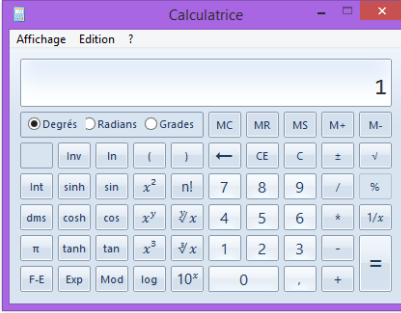 Calculatrice
Affichage Edition ?
1
Degrés Radians Grades MC MR MS M+ M-
Inv ln ( ) ← CE C ± √
Int sinh sin x² n! 7 8 9 / %
dms cosh cos xʸ ʸ√x 4 5 6 * 1/x
π tanh tan x³ ³√x 1 2 3 - =
F-E Exp Mod log 10ˣ 0 , +